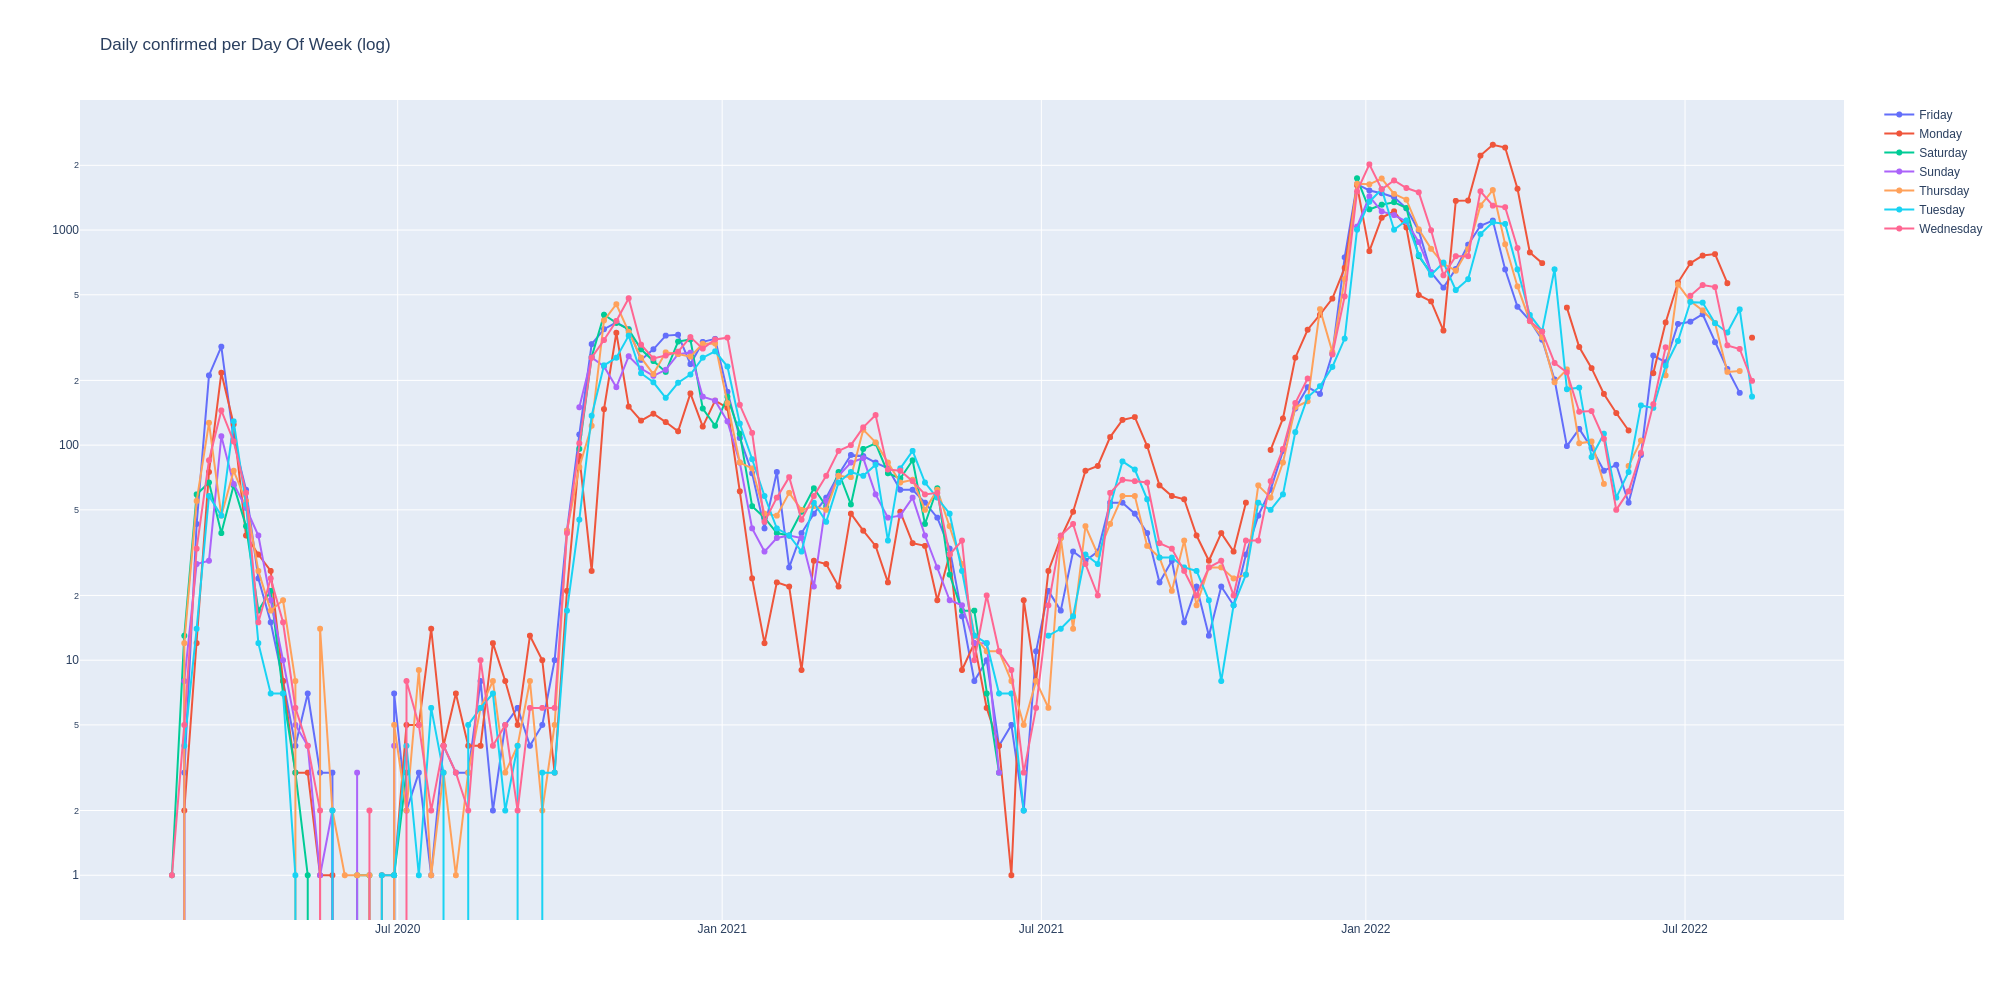 Daily confirmed per Day Of Week (log)
Friday
Monday
Saturday
Sunday
Thursday
Tuesday
Wednesday
2
1000
5
2
100
5
2
10
5
2
1
Jul 2020
Jan 2021
Jul 2021
Jan 2022
Jul 2022